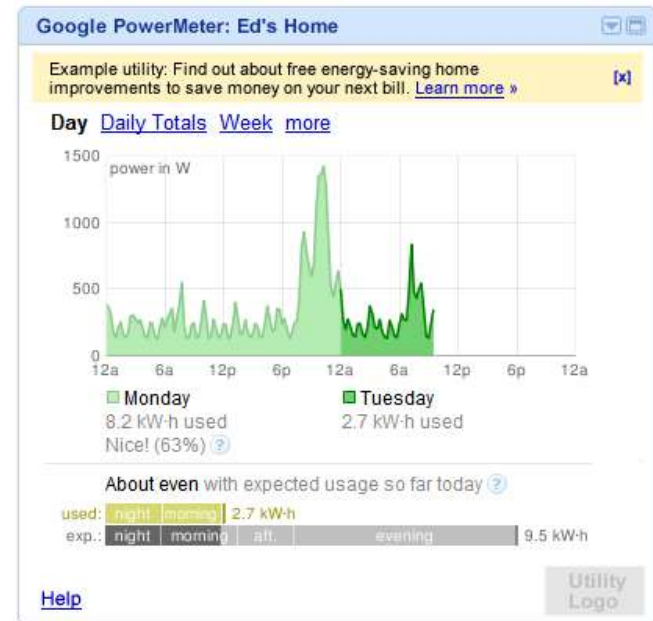 Google PowerMeter: Ed's Home
Example utility: Find out about free energy-saving home
improvements to save money on your next bill. Learn more »
[x]
Day Daily Totals Week more
1500
power in W
1000
500
0
12a 6a 12p 6p 12a 6a 12p 6p 12a
Monday Tuesday
8.2 kW·h used 2.7 kW·h used
Nice! (63%) ?
About even with expected usage so far today ?
used: night morning 2.7 kW·h
exp.: night morning aft. evening 9.5 kW·h
Help
Utility
Logo